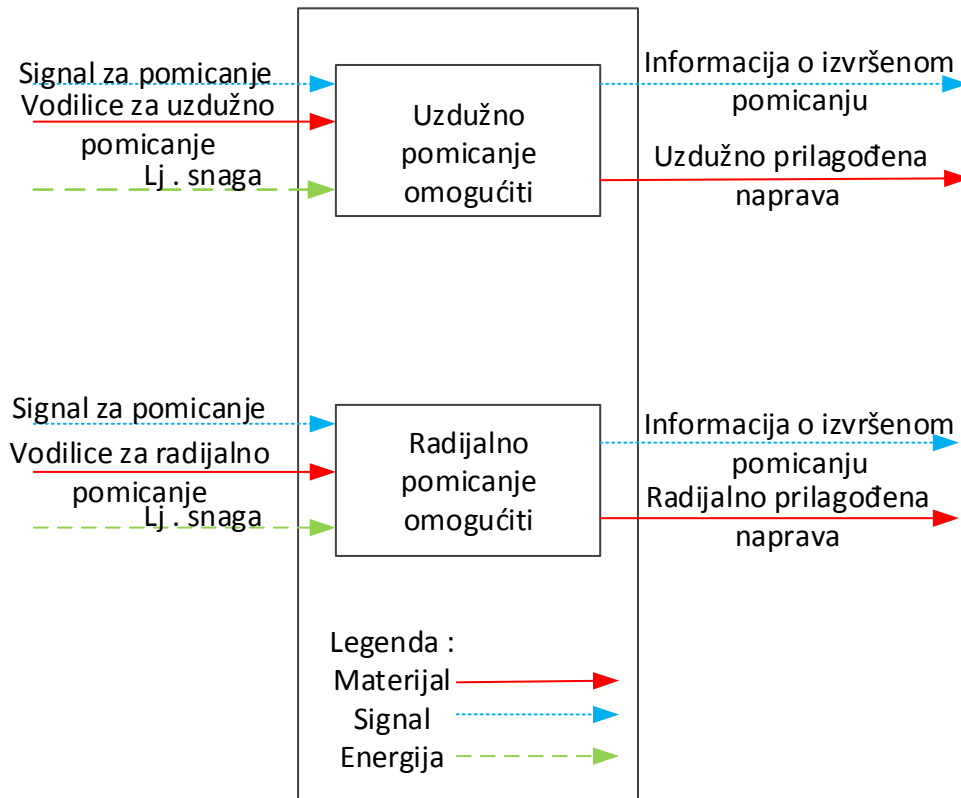 Signal za pomicanje
Vodilice za uzdužno
pomicanje
Lj . snaga
Uzdužno
pomicanje
omogućiti
Informacija o izvršenom
pomicanju
Uzdužno prilagođena
naprava
Signal za pomicanje
Vodilice za radijalno
pomicanje
Lj . snaga
Radijalno
pomicanje
omogućiti
Informacija o izvršenom
pomicanju
Radijalno prilagođena
naprava
Legenda :
Materijal
Signal
Energija